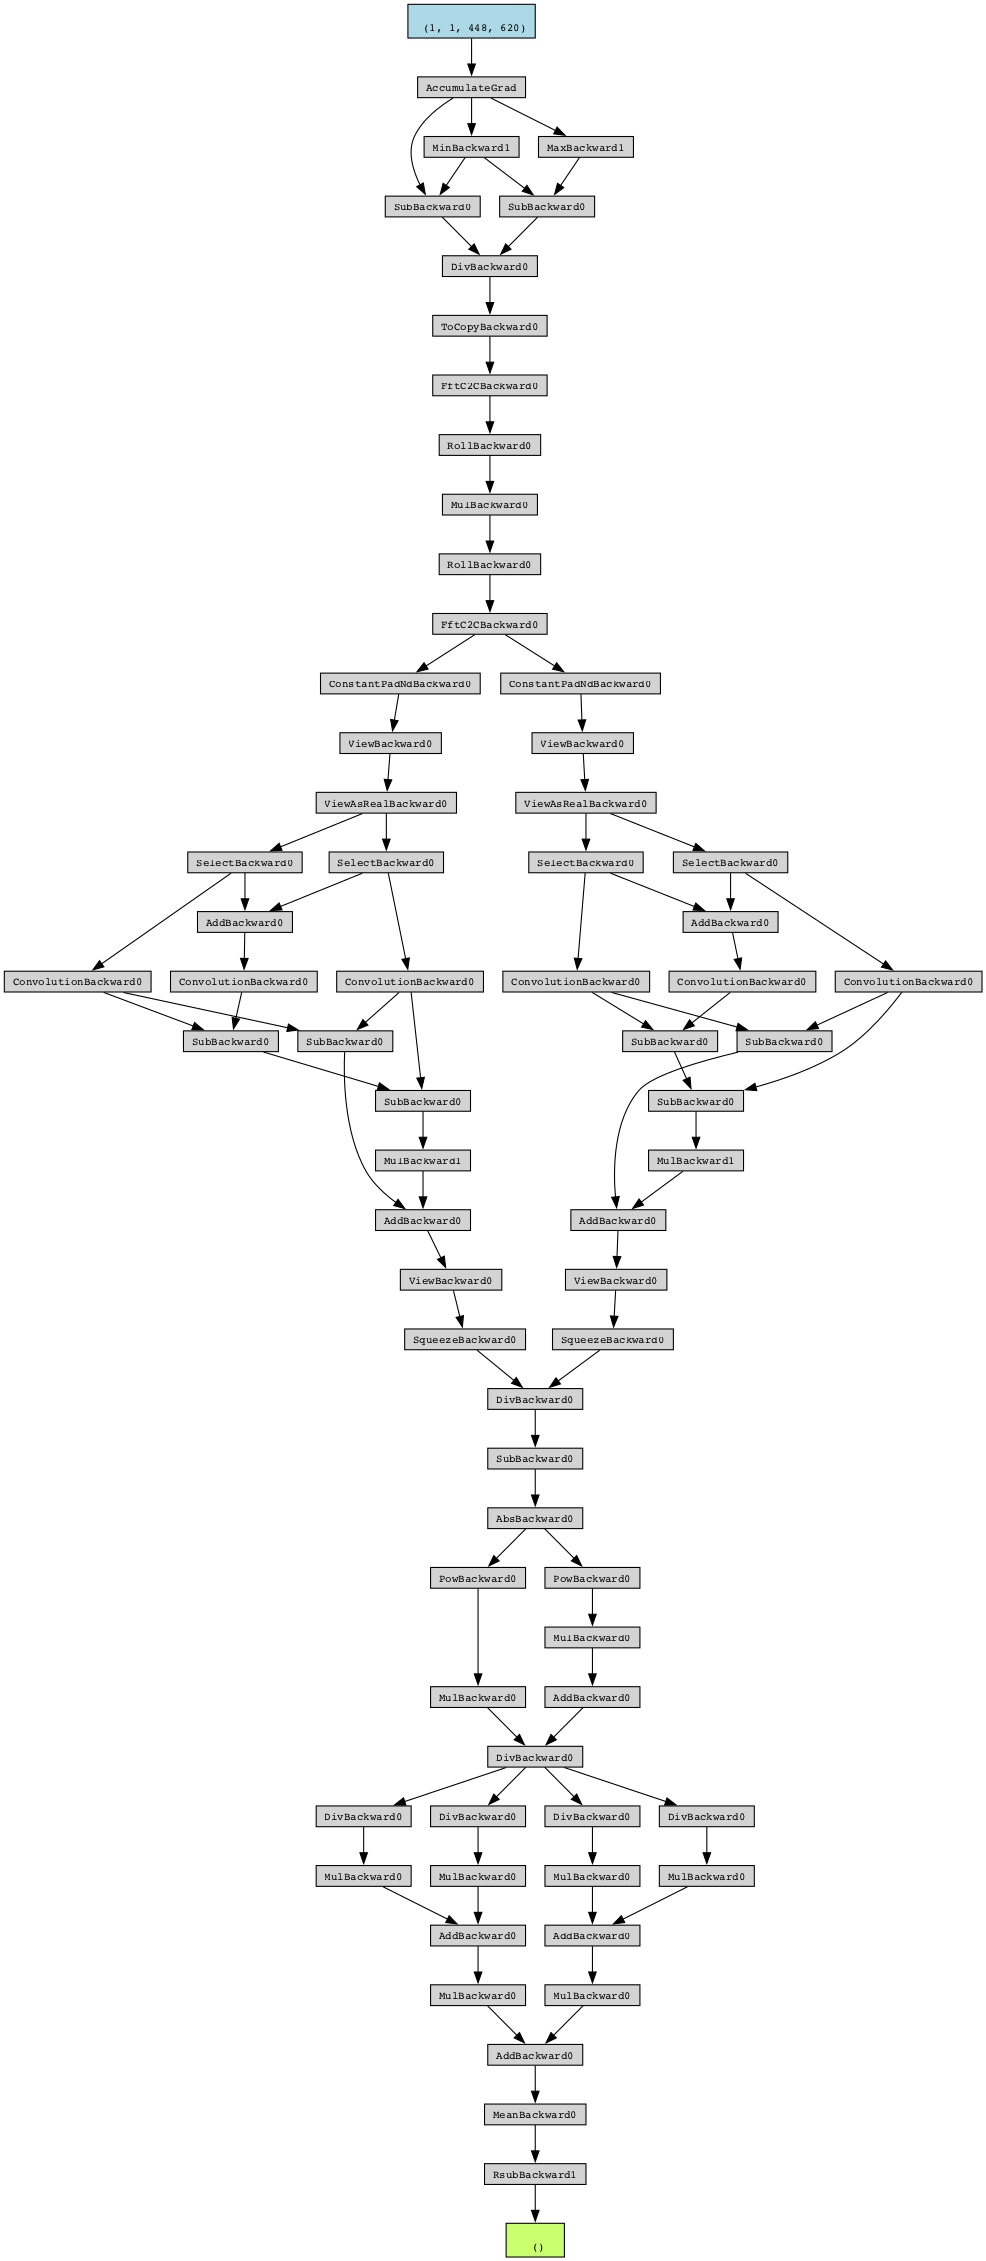 (1, 1, 448, 620)
AccumulateGrad
MinBackward1 MaxBackward1
SubBackward0 SubBackward0
DivBackward0
ToCopyBackward0
FftC2CBackward0
RollBackward0
MulBackward0
RollBackward0
FftC2CBackward0
ConstantPadNdBackward0 ConstantPadNdBackward0
ViewBackward0 ViewBackward0
ViewAsRealBackward0 ViewAsRealBackward0
SelectBackward0 SelectBackward0 SelectBackward0 SelectBackward0
AddBackward0 AddBackward0
ConvolutionBackward0 ConvolutionBackward0 ConvolutionBackward0 ConvolutionBackward0 ConvolutionBackward0 ConvolutionBackward0
SubBackward0 SubBackward0 SubBackward0 SubBackward0
SubBackward0 SubBackward0
MulBackward1 MulBackward1
AddBackward0 AddBackward0
ViewBackward0 ViewBackward0
SqueezeBackward0 SqueezeBackward0
DivBackward0
SubBackward0
AbsBackward0
PowBackward0 PowBackward0
MulBackward0
MulBackward0 AddBackward0
DivBackward0
DivBackward0 DivBackward0 DivBackward0 DivBackward0
MulBackward0 MulBackward0 MulBackward0 MulBackward0
AddBackward0 AddBackward0
MulBackward0 MulBackward0
AddBackward0
MeanBackward0
RsubBackward1
()